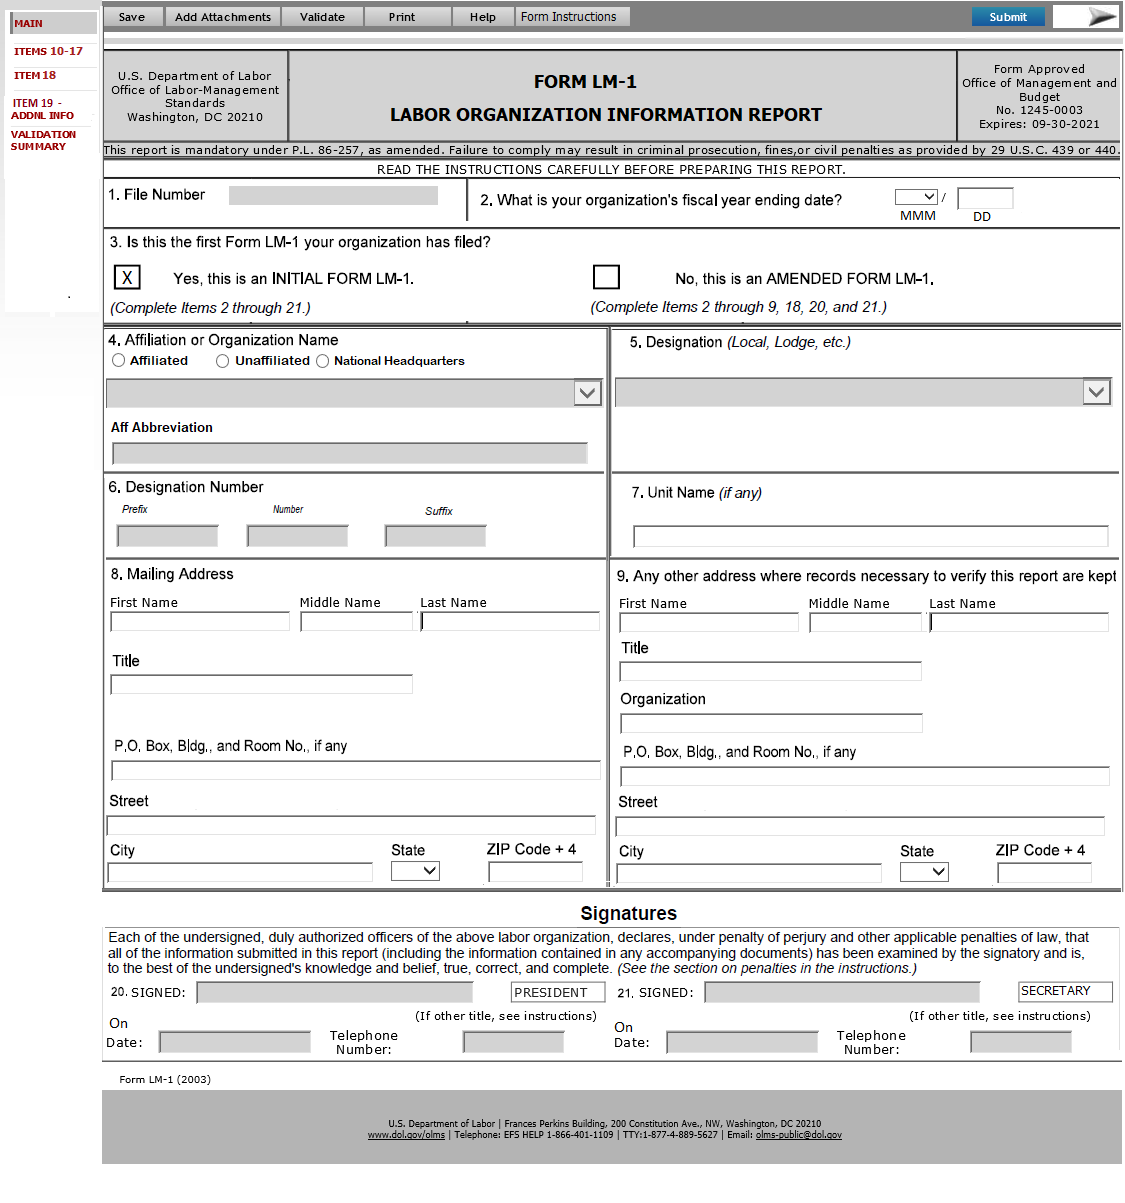 MAIN
ITEMS 10-17
ITEM 18
ITEM 19 -
ADDNL INFO
VALIDATION
SUMMARY
Save
Add Attachments
Validate
Print
Help
Form Instructions
Submit
U.S. Department of Labor
Office of Labor-Management
Standards
Washington, DC 20210
FORM LM-1
LABOR ORGANIZATION INFORMATION REPORT
Form Approved
Office of Management and
Budget
No. 1245-0003
Expires: 09-30-2021
This report is mandatory under P.L. 86-257, as amended. Failure to comply may result in criminal prosecution, fines,or civil penalties as provided by 29 U.S.C. 439 or 440.
READ THE INSTRUCTIONS CAREFULLY BEFORE PREPARING THIS REPORT.
1. File Number
2. What is your organization's fiscal year ending date?
/
MMM
DD
3. Is this the first Form LM-1 your organization has filed?
X
Yes, this is an INITIAL FORM LM-1.
No, this is an AMENDED FORM LM-1.
(Complete Items 2 through 21.)
(Complete Items 2 through 9, 18, 20, and 21.)
4. Affiliation or Organization Name
Affiliated
Unaffiliated
National Headquarters
Aff Abbreviation
5. Designation (Local, Lodge, etc.)
6. Designation Number
Prefix
Number
Suffix
7. Unit Name (if any)
8. Mailing Address
First Name
Middle Name
Last Name
Title
P.O. Box, Bldg., and Room No., if any
Street
City
State
ZIP Code + 4
9. Any other address where records necessary to verify this report are kept
First Name
Middle Name
Last Name
Title
Organization
P.O. Box, Bldg., and Room No., if any
Street
City
State
ZIP Code + 4
Signatures
Each of the undersigned, duly authorized officers of the above labor organization, declares, under penalty of perjury and other applicable penalties of law, that
all of the information submitted in this report (including the information contained in any accompanying documents) has been examined by the signatory and is,
to the best of the undersigned's knowledge and belief, true, correct, and complete. (See the section on penalties in the instructions.)
20. SIGNED:
PRESIDENT
(If other title, see instructions)
On
Date:
Telephone
Number:
21. SIGNED:
SECRETARY
(If other title, see instructions)
On
Date:
Telephone
Number:
Form LM-1 (2003)
U.S. Department of Labor | Frances Perkins Building, 200 Constitution Ave., NW, Washington, DC 20210
www.dol.gov/olms | Telephone: EFS HELP 1-866-401-1109 | TTY:1-877-4-889-5627 | Email: olms-public@dol.gov